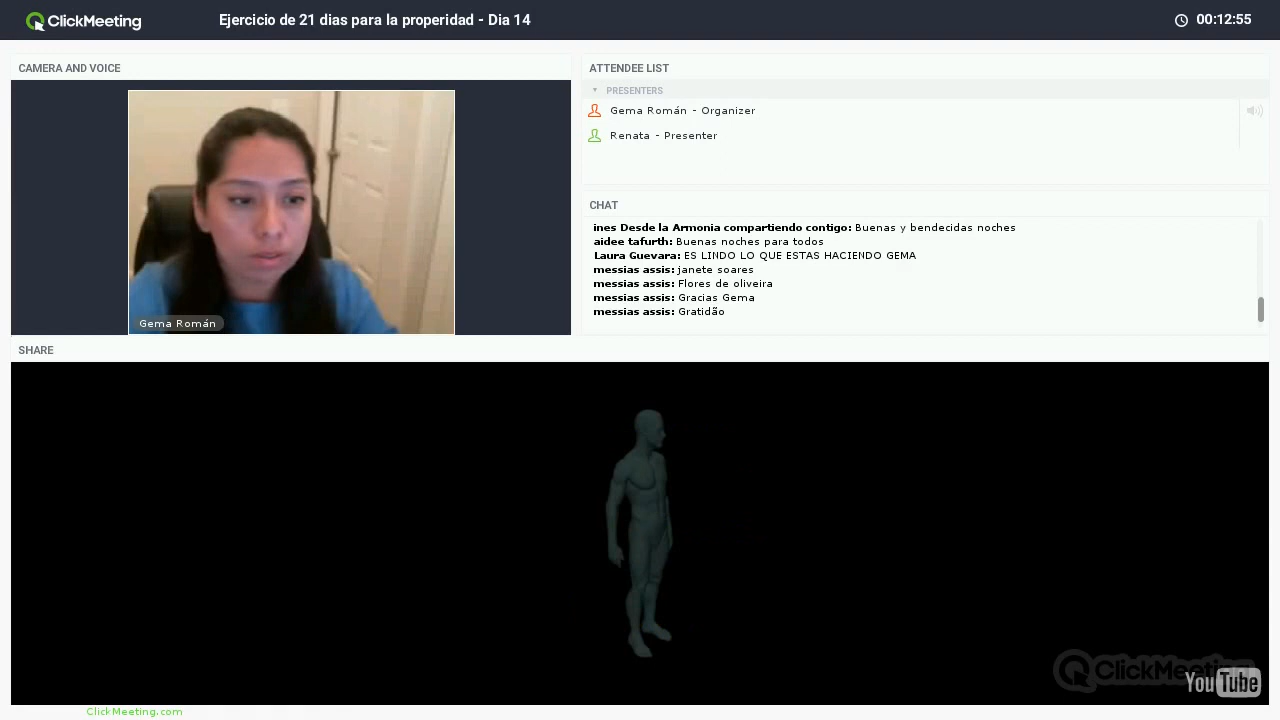 ClickMeeting
Ejercicio de 21 dias para la properidad - Dia 14
00:12:55
CAMERA AND VOICE
Gema Román
ATTENDEE LIST
PRESENTERS
Gema Román - Organizer
Renata - Presenter
CHAT
ines Desde la Armonia compartiendo contigo: Buenas y bendecidas noches
aidee tafurth: Buenas noches para todos
Laura Guevara: ES LINDO LO QUE ESTAS HACIENDO GEMA
messias assis: janete soares
messias assis: Flores de oliveira
messias assis: Gracias Gema
messias assis: Gratidão
SHARE
ClickMeeting
YouTube
ClickMeeting.com